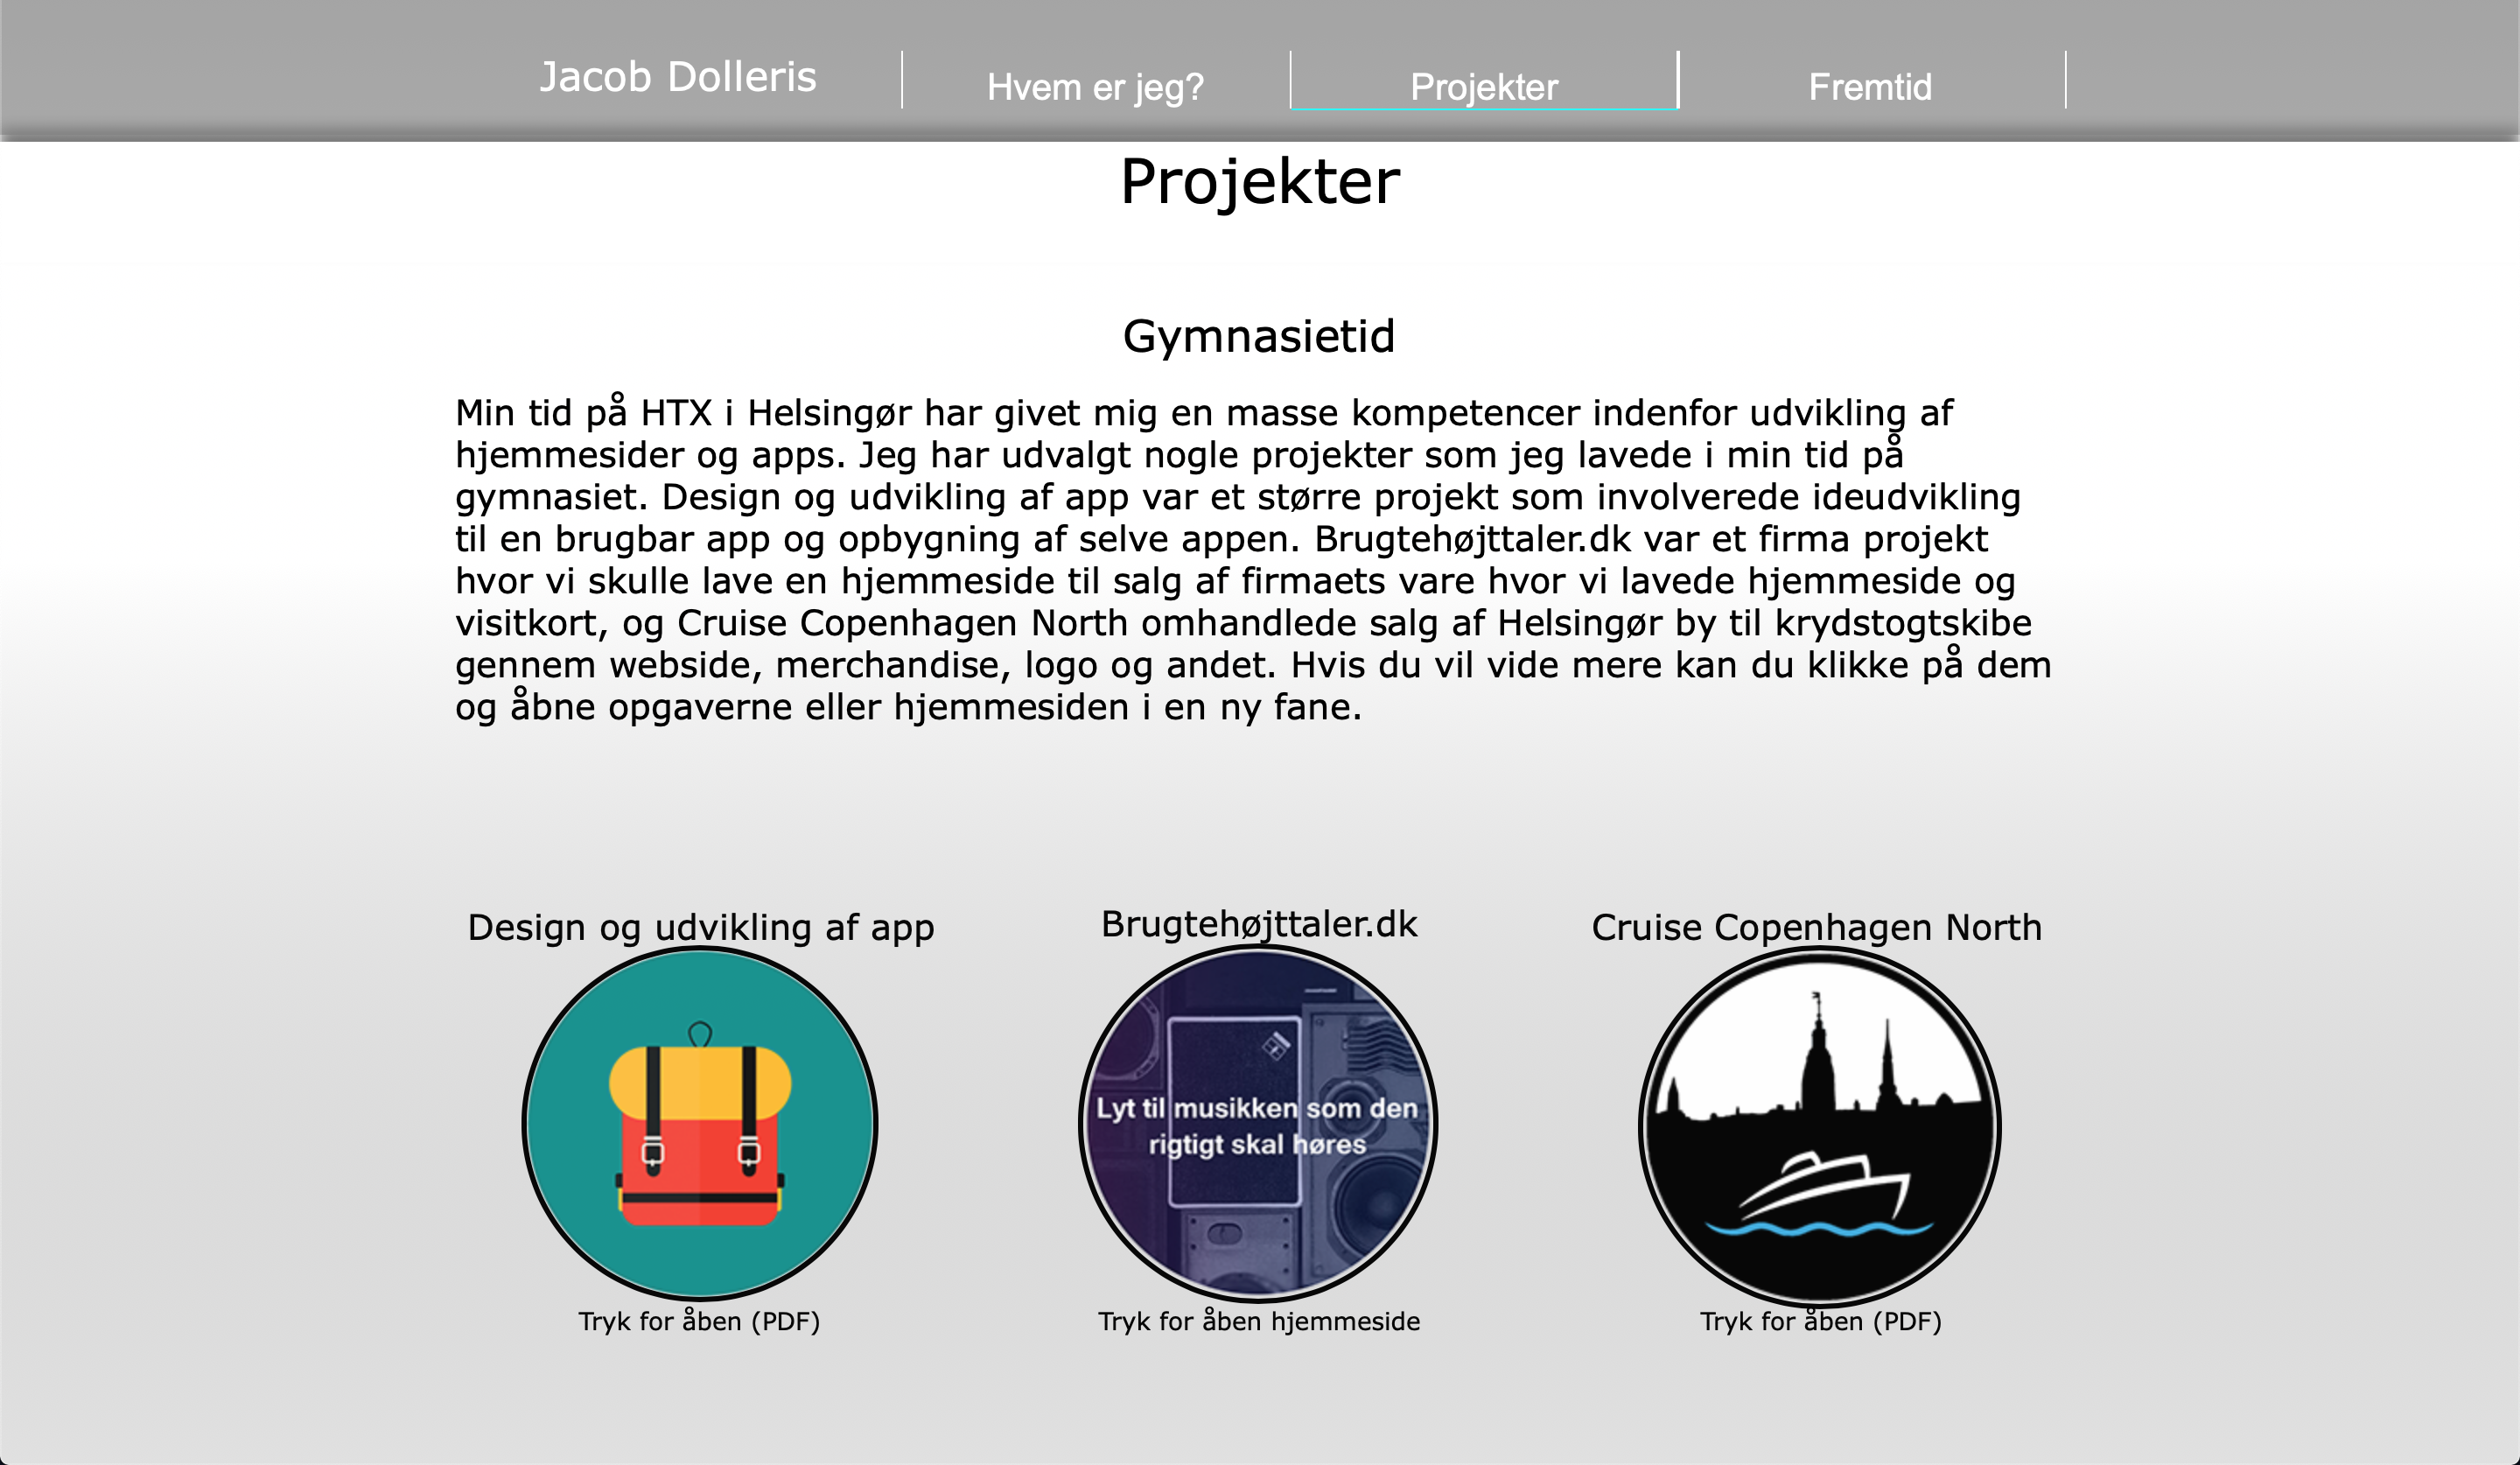 Jacob Dolleris
Hvem er jeg?
Projekter
Fremtid
Projekter
Gymnasietid
Min tid på HTX i Helsingør har givet mig en masse kompetencer indenfor udvikling af
hjemmesider og apps. Jeg har udvalgt nogle projekter som jeg lavede i min tid på
gymnasiet. Design og udvikling af app var et større projekt som involverede ideudvikling
til en brugbar app og opbygning af selve appen. Brugtehøjttaler.dk var et firma projekt
hvor vi skulle lave en hjemmeside til salg af firmaets vare hvor vi lavede hjemmeside og
visitkort, og Cruise Copenhagen North omhandlede salg af Helsingør by til krydstogtskibe
gennem webside, merchandise, logo og andet. Hvis du vil vide mere kan du klikke på dem
og åbne opgaverne eller hjemmesiden i en ny fane.
Design og udvikling af app
Tryk for åben (PDF)
Brugtehøjttaler.dk
Lyt til musikken som den
rigtigt skal høres
Tryk for åben hjemmeside
Cruise Copenhagen North
Tryk for åben (PDF)